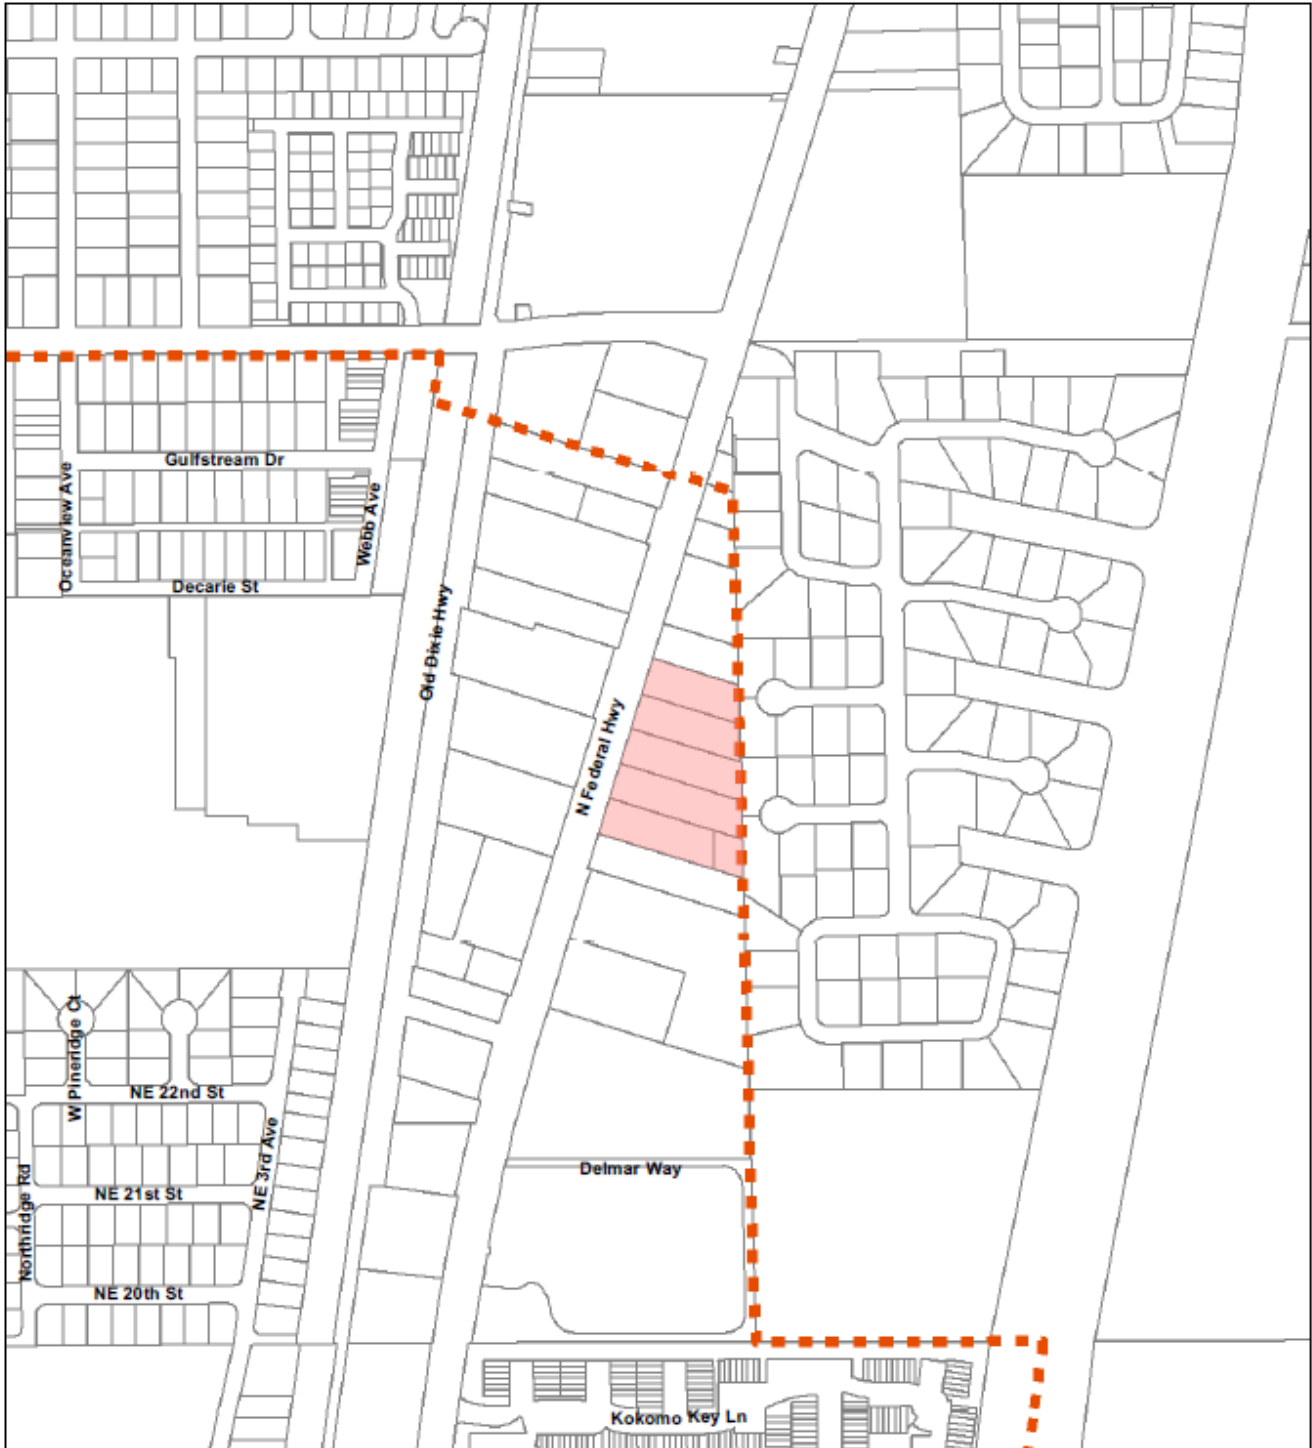 Gulfstream Dr
Oceanview Ave
Webb Ave
Decarie St
Old Dixie Hwy
N Federal Hwy
W Pineridge Ct
NE 22nd St
NE 3rd Ave
Delmar Way
Northridge Rd
NE 21st St
NE 20th St
Kokomo Key Ln